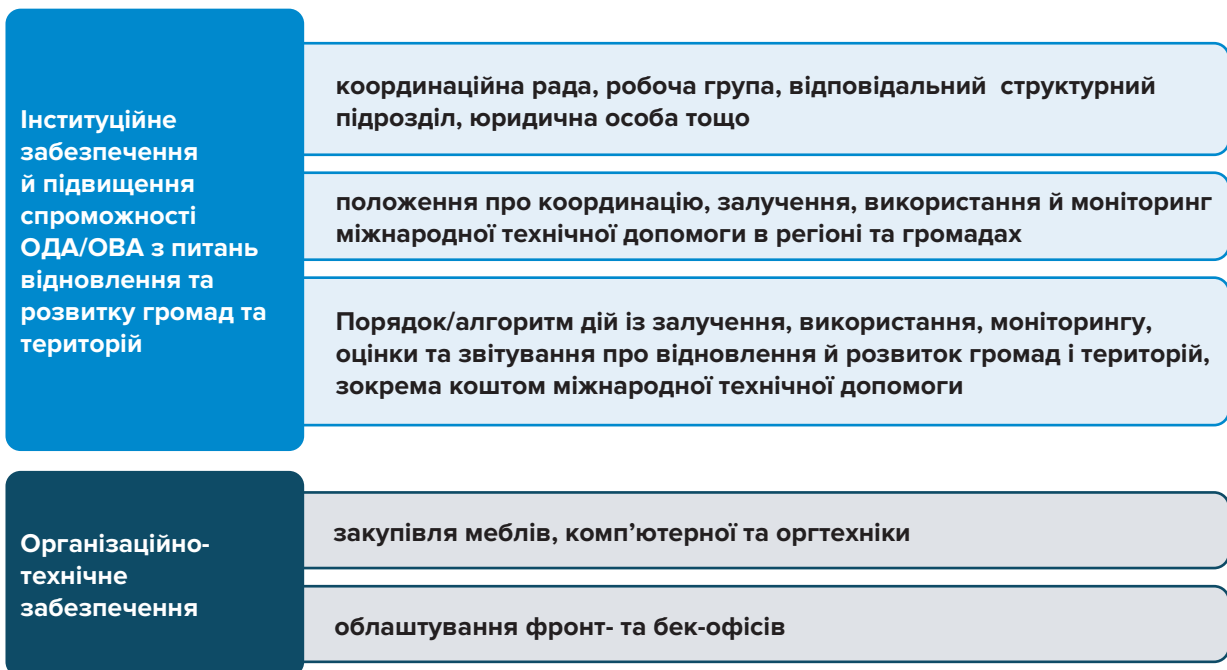 Інституційне
забезпечення
й підвищення
спроможності
ОДА/ОВА з питань
відновлення та
розвитку громад та
територій
координаційна рада, робоча група, відповідальний структурний
підрозділ, юридична особа тощо
положення про координацію, залучення, використання й моніторинг
міжнародної технічної допомоги в регіоні та громадах
Порядок/алгоритм дій із залучення, використання, моніторингу,
оцінки та звітування про відновлення й розвиток громад і територій,
зокрема коштом міжнародної технічної допомоги
Організаційно-
технічне
забезпечення
закупівля меблів, комп’ютерної та оргтехніки
облаштування фронт- та бек-офісів